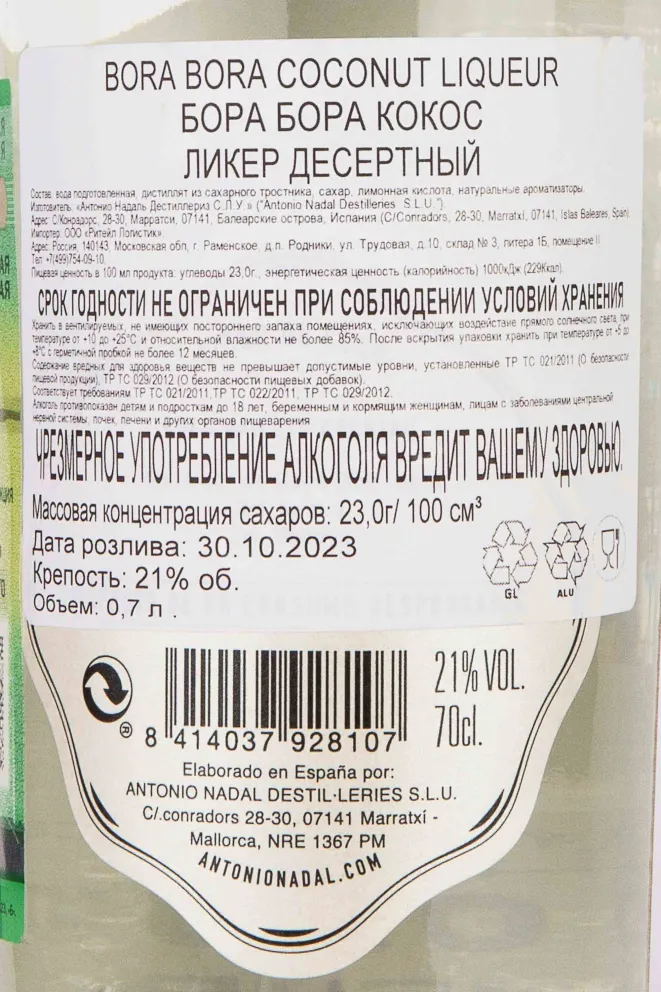 BORA BORA COCONUT LIQUEUR
БОРА БОРА КОКОС
ЛИКЕР ДЕСЕРТНЫЙ
Состав: вода подготовленная, дистиллят из сахарного тростника, сахар, лимонная кислота, натуральные ароматизаторы.
Изготовитель: «Антонио Надаль Дестиллериз С.Л.У.» ("Antonio Nadal Destilleries S.L.U.").
Адрес: С/Конрадорс, 28-30, Марратси, 07141, Балеарские острова, Испания (C/Conradors, 28-30, Marratxí, 07141, Islas Baleares, Spain)
Импортер: ООО «Ритейл Логистик».
Адрес: Россия, 140143, Московская обл, г. Раменское, д.п. Родники, ул. Трудовая, д.10, склад № 3, литера 1Б, помещение II
Тел +7(499)754-09-10.
Пищевая ценность в 100 мл продукта: углеводы 23,0г., энергетическая ценность (калорийность) 1000кДж (229Ккал).
СРОК ГОДНОСТИ НЕ ОГРАНИЧЕН ПРИ СОБЛЮДЕНИИ УСЛОВИЙ ХРАНЕНИЯ
Хранить в вентилируемых, не имеющих постороннего запаха помещениях, исключающих воздействие прямого солнечного света, при
температуре от +10 до +25°С и относительной влажности не более 85%. После вскрытия упаковки хранить при температуре от +5 до
+8°С с герметичной пробкой не более 12 месяцев.
Содержание вредных для здоровья веществ не превышает допустимые уровни, установленные ТР ТС 021/2011 (О безопасности
пищевой продукции), ТР ТС 029/2012 (О безопасности пищевых добавок).
Соответствует требованиям ТР ТС 021/2011,ТР ТС 022/2011, ТР ТС 029/2012.
Алкоголь противопоказан детям и подросткам до 18 лет, беременным и кормящим женщинам, лицам с заболеваниями центральной
нервной системы, почек, печени и других органов пищеварения.
ЧРЕЗМЕРНОЕ УПОТРЕБЛЕНИЕ АЛКОГОЛЯ ВРЕДИТ ВАШЕМУ ЗДОРОВЬЮ.
Массовая концентрация сахаров: 23,0г/ 100 см³
Дата розлива: 30.10.2023
Крепость: 21% об.
Объем: 0,7 л .
GL ALU
21% VOL.
70cl.
®
8 414037 928107
Elaborado en España por:
ANTONIO NADAL DESTIL·LERIES S.L.U.
C/.conradors 28-30, 07141 Marratxí -
Mallorca, NRE 1367 PM
ANTONIONADAL.COM